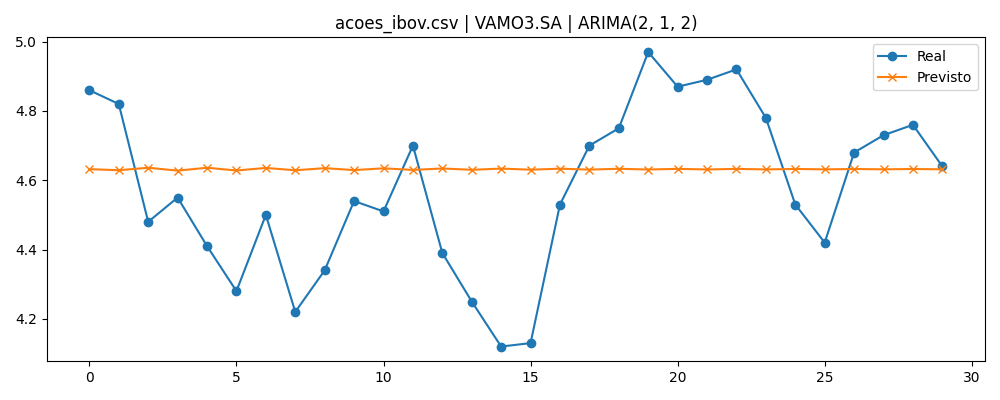 acoes_ibov.csv | VAMO3.SA | ARIMA(2, 1, 2)
5.0
4.8
4.6
4.4
4.2
Real
Previsto
0 5 10 15 20 25 30